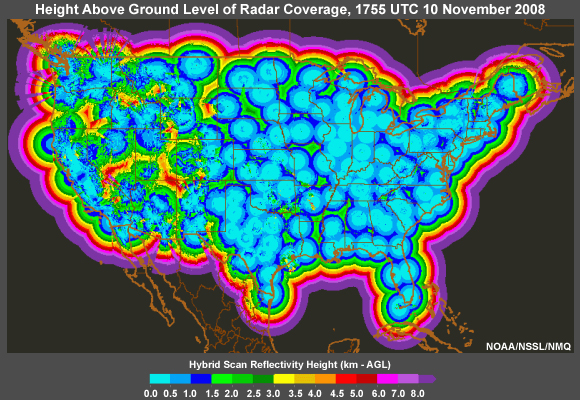 Height Above Ground Level of Radar Coverage, 1755 UTC 10 November 2008
NOAA/NSSL/NMQ
Hybrid Scan Reflectivity Height (km - AGL)
0.0 0.5 1.0 1.5 2.0 2.5 3.0 3.5 4.0 4.5 5.0 6.0 7.0 8.0